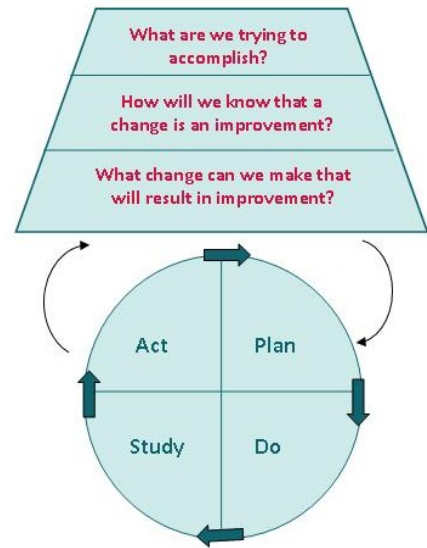 What are we trying to
accomplish?
How will we know that a
change is an improvement?
What change can we make that
will result in improvement?
Act
Plan
Study
Do